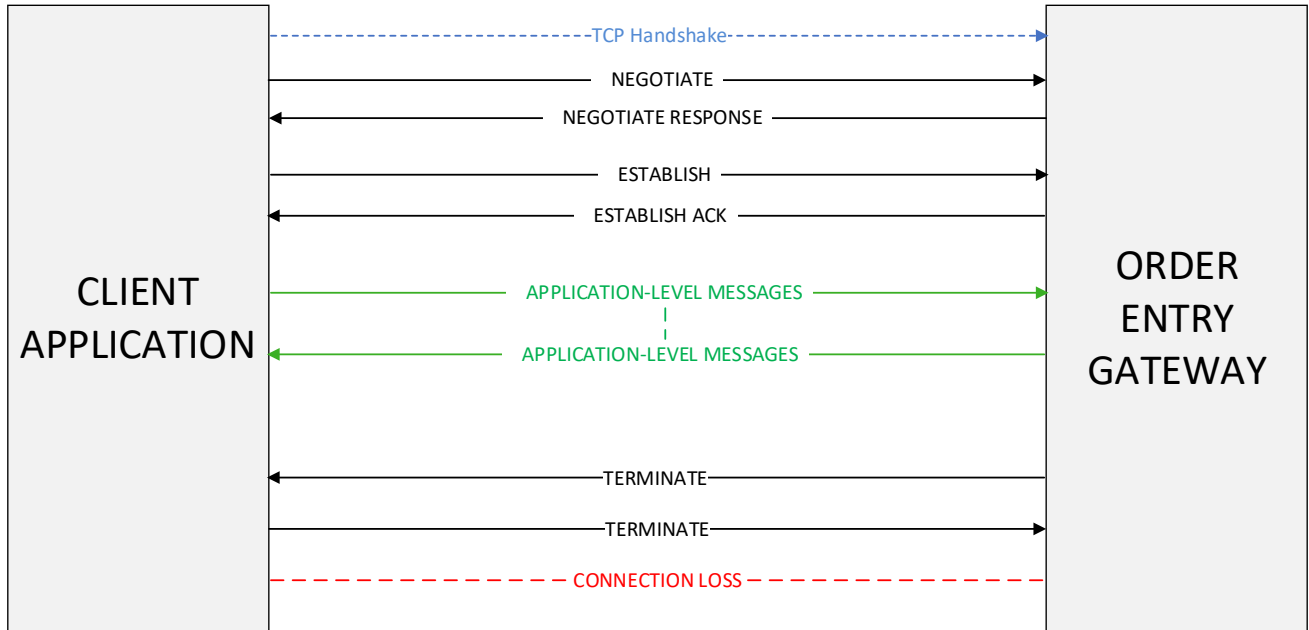 TCP Handshake
NEGOTIATE
NEGOTIATE RESPONSE
ESTABLISH
ESTABLISH ACK
CLIENT
APPLICATION
APPLICATION-LEVEL MESSAGES
APPLICATION-LEVEL MESSAGES
ORDER
ENTRY
GATEWAY
TERMINATE
TERMINATE
CONNECTION LOSS